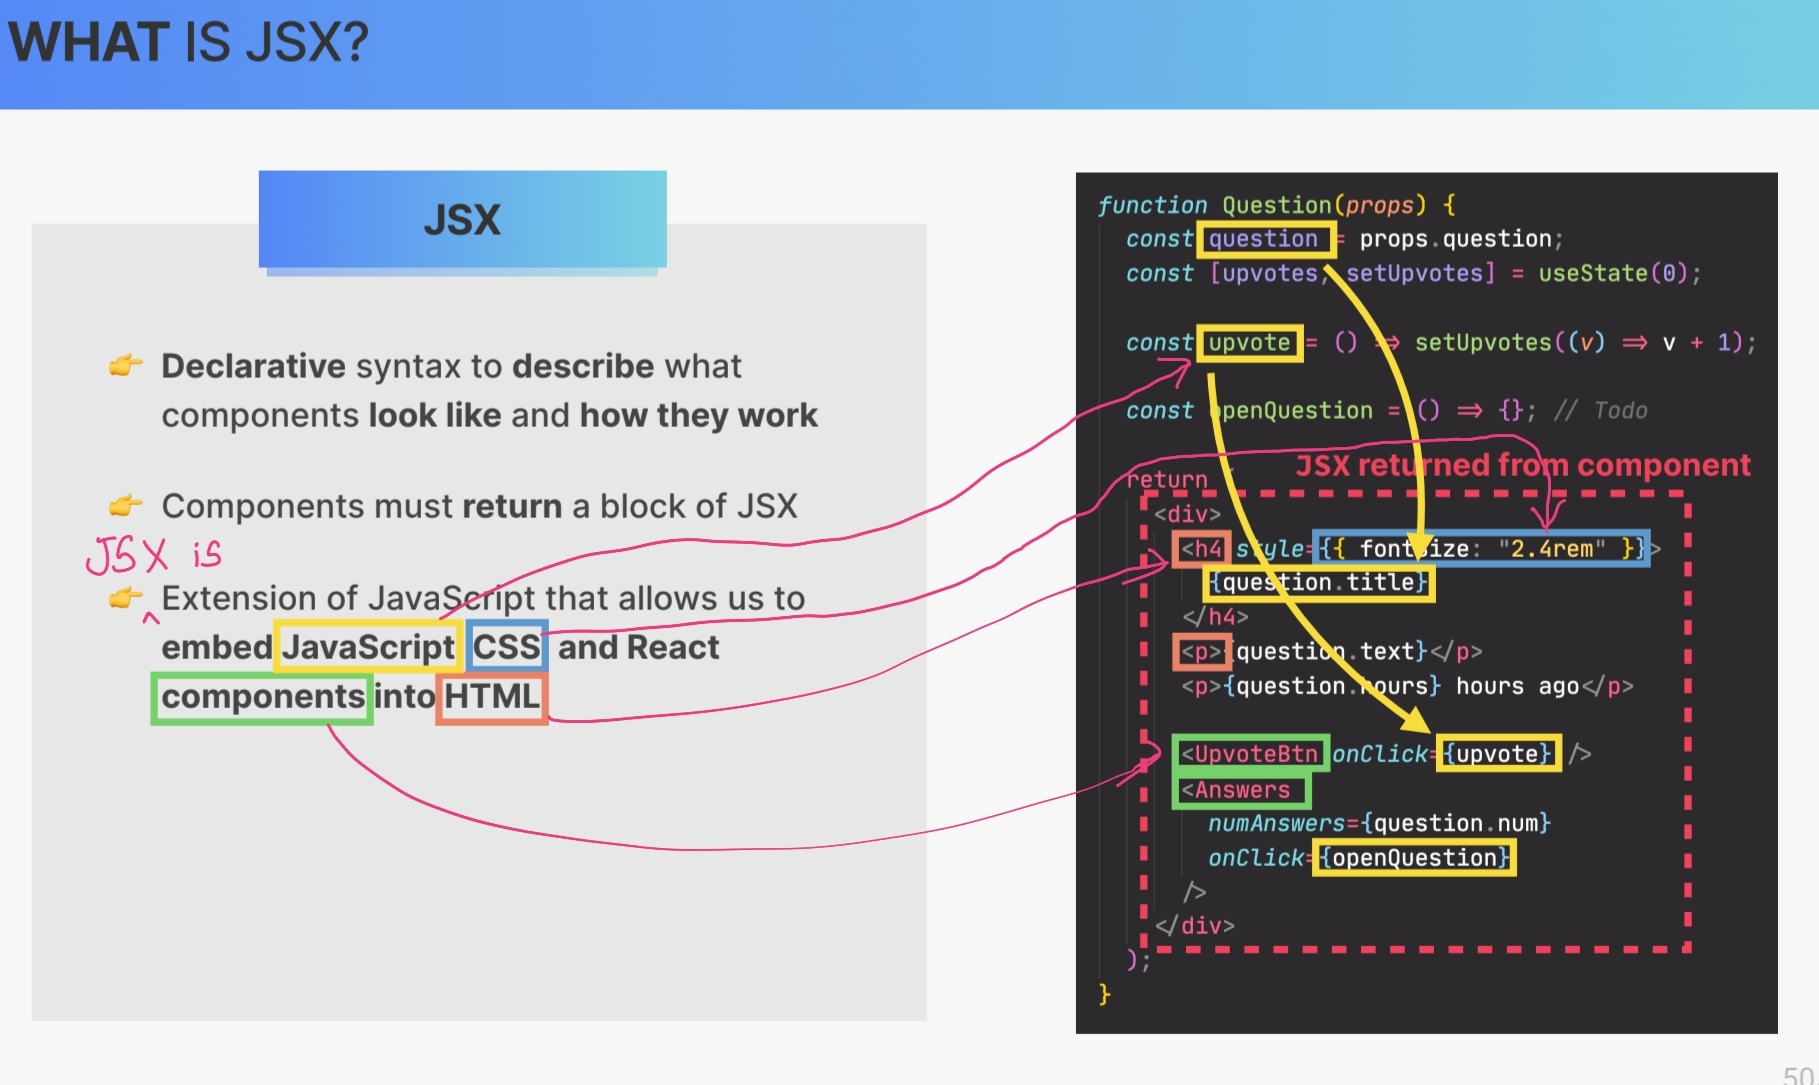 WHAT IS JSX?
JSX
👉 Declarative syntax to describe what
components look like and how they work
👉 Components must return a block of JSX
JSX is
👉 ^ Extension of JavaScript that allows us to
embed JavaScript CSS and React
components into HTML
function Question(props) {
const question = props.question;
const [upvotes, setUpvotes] = useState(0);
const upvote = () => setUpvotes((v) => v + 1);
const openQuestion = () => {}; // Todo
JSX returned from component
return (
<div>
<h4 style={{ fontsize: "2.4rem" }}>
{question.title}
</h4>
<p>{question.text}</p>
<p>{question.hours} hours ago</p>
<UpvoteBtn onClick={upvote} />
<Answers
numAnswers={question.num}
onClick={openQuestion}
/>
</div>
);
}
50